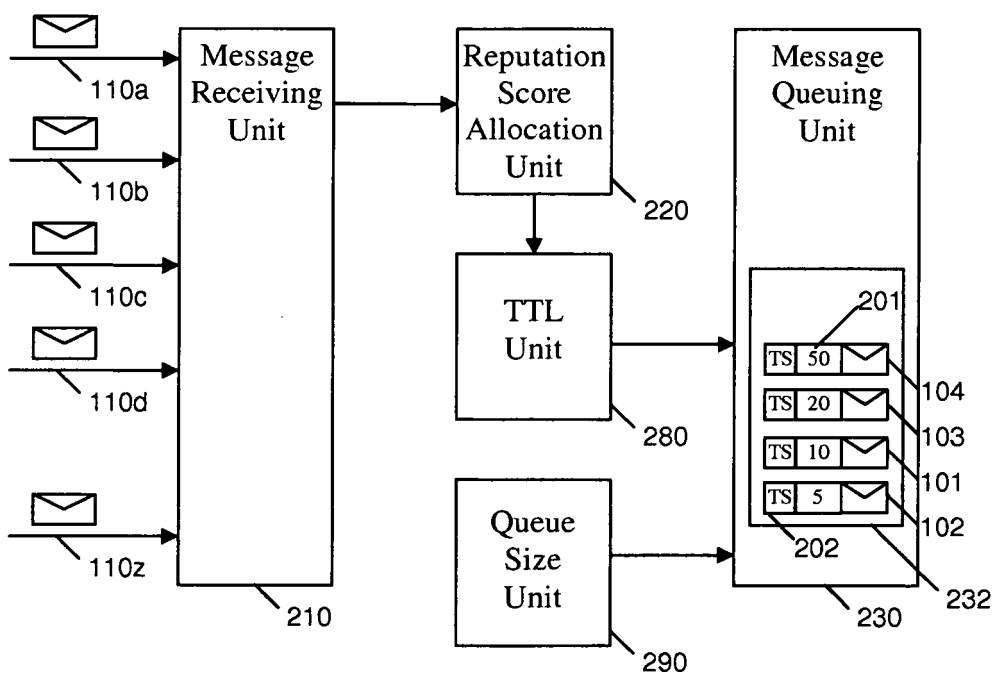 110a
110b
110c
110d
110z
Message
Receiving
Unit
210
Reputation
Score
Allocation
Unit
220
TTL
Unit
280
Queue
Size
Unit
290
Message
Queuing
Unit
201
TS 50
104
TS 20
103
TS 10
101
TS 5
102
202
232
230